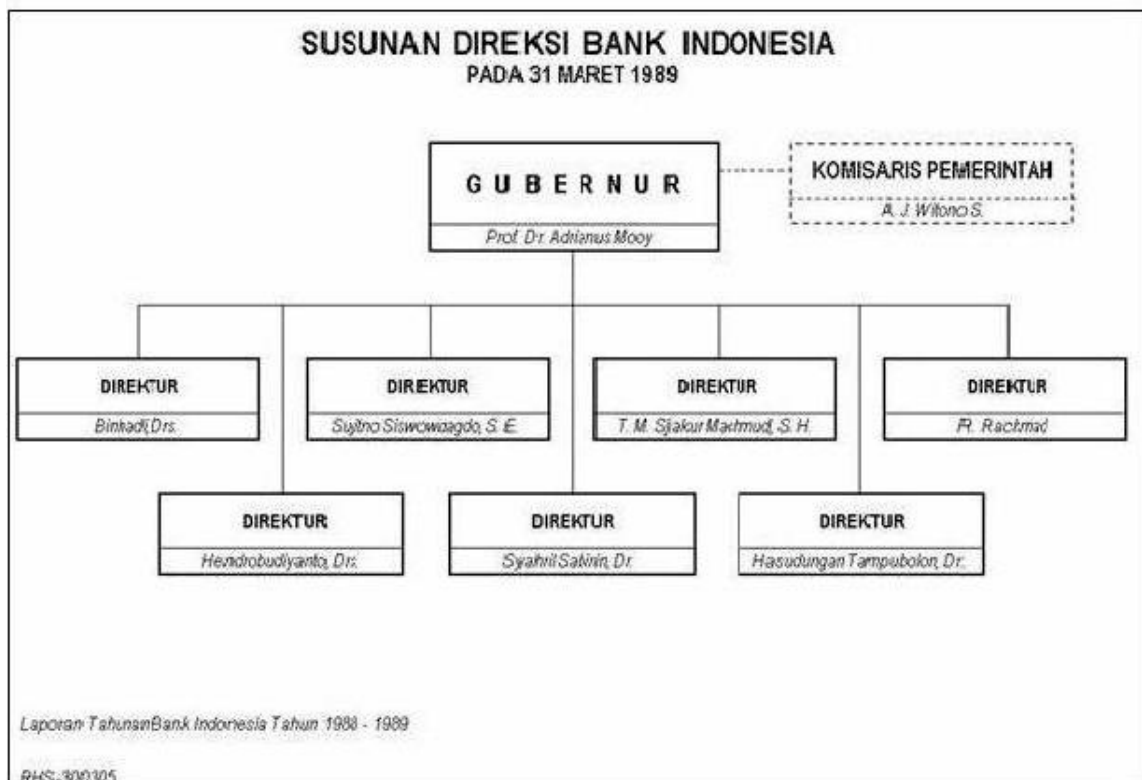 SUSUNAN DIREKSI BANK INDONESIA
PADA 31 MARET 1989
GUBERNUR
Prof. Dr. Adrianus Mooy
KOMISARIS PEMERINTAH
A. J. Witono S.
DIREKTUR
Binhadi, Drs.
DIREKTUR
Sujitno Siswowidagdo, S. E.
DIREKTUR
T. M. Sjakur Machmud, S. H.
DIREKTUR
R. Rachmad
DIREKTUR
Hendrobudiyanto, Drs.
DIREKTUR
Syahril Sabirin, Dr.
DIREKTUR
Hasudungan Tampubolon, Dr.
Laporan Tahunan Bank Indonesia Tahun 1988 - 1989
RHS-300305